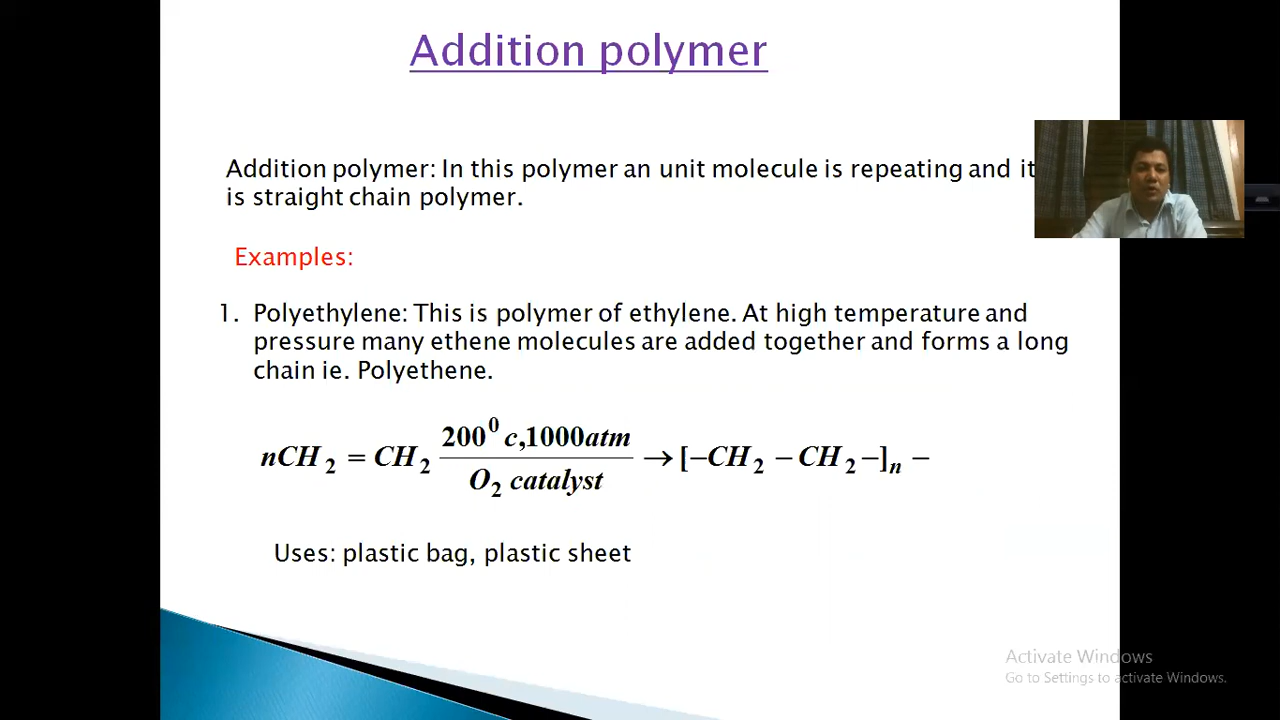 Addition polymer
Addition polymer: In this polymer an unit molecule is repeating and it
is straight chain polymer.
Examples:
1. Polyethylene: This is polymer of ethylene. At high temperature and
pressure many ethene molecules are added together and forms a long
chain ie. Polyethene.
nCH₂ = CH₂ 200⁰c,1000atm / O₂ catalyst → [−CH₂ − CH₂−]ₙ −
Uses: plastic bag, plastic sheet
Activate Windows
Go to Settings to activate Windows.